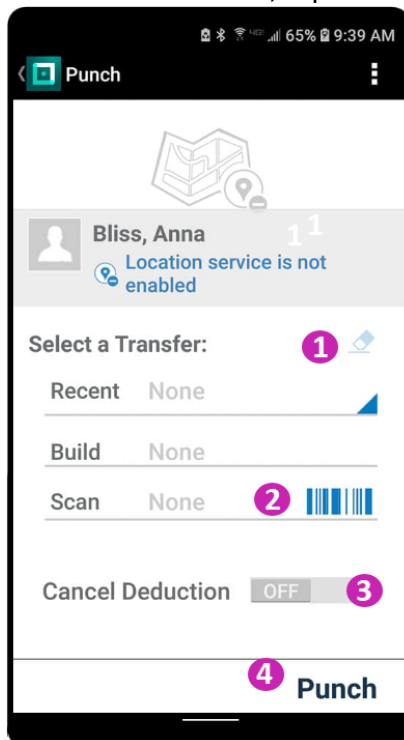 4GE 65% 9:39 AM
Punch
Bliss, Anna
1 1
Location service is not
enabled
Select a Transfer: 1
Recent None
Build None
Scan None 2
Cancel Deduction OFF 3
4 Punch